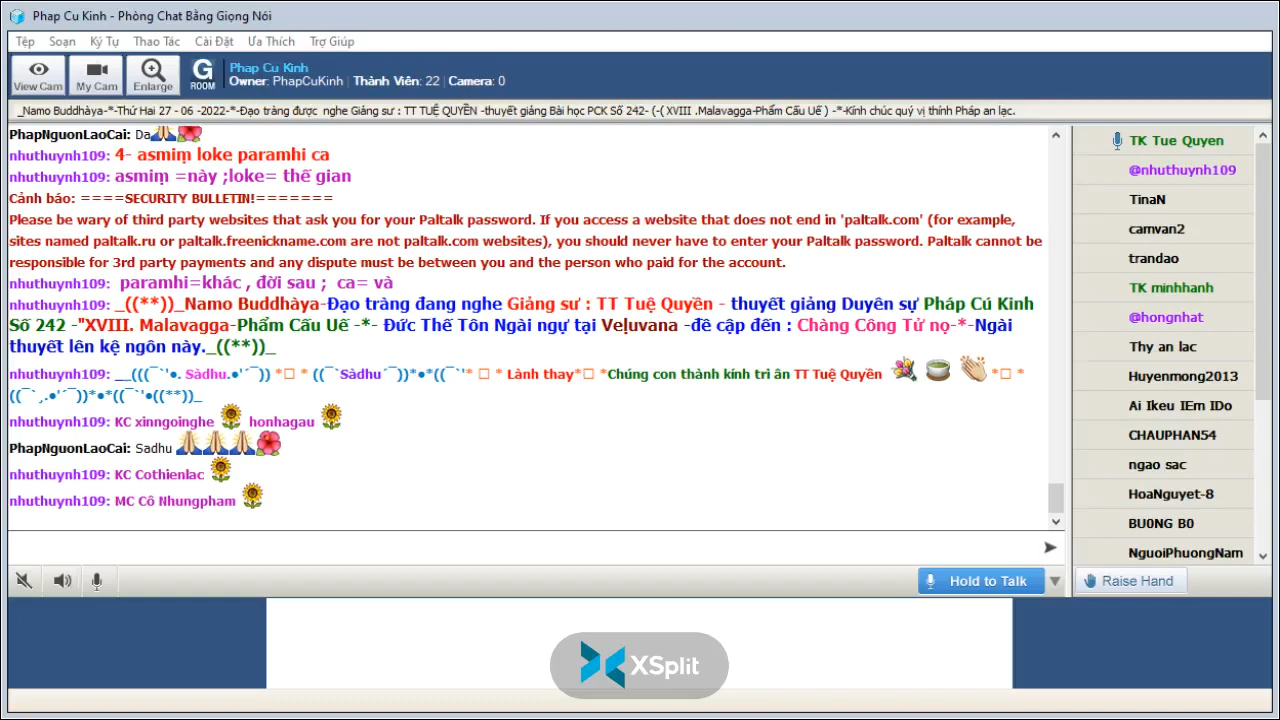 Phap Cu Kinh - Phòng Chat Bằng Giọng Nói
Tệp Soạn Ký Tự Thao Tác Cài Đặt Ưa Thích Trợ Giúp
View Cam My Cam Enlarge G ROOM
Phap Cu Kinh
Owner: PhapCuKinh | Thành Viên: 22 | Camera: 0
_Namo Buddhàya-*-Thứ Hai 27 - 06 -2022-*-Đạo tràng được nghe Giảng sư : TT TUỆ QUYỀN -thuyết giảng Bài học PCK Số 242- (-( XVIII .Malavagga-Phẩm Cấu Uế ) -*-Kính chúc quý vị thính Pháp an lạc.
PhapNguonLaoCai: Da
nhuthuynh109: 4- asmiṃ loke paramhi ca
nhuthuynh109: asmiṃ =này ;loke= thế gian
Cảnh báo: ====SECURITY BULLETIN!=======
Please be wary of third party websites that ask you for your Paltalk password. If you access a website that does not end in 'paltalk.com' (for example,
sites named paltalk.ru or paltalk.freenickname.com are not paltalk.com websites), you should never have to enter your Paltalk password. Paltalk cannot be
responsible for 3rd party payments and any dispute must be between you and the person who paid for the account.
nhuthuynh109: paramhi=khác , đời sau ; ca= và
nhuthuynh109: _((**))_Namo Buddhàya-Đạo tràng đang nghe Giảng sư : TT Tuệ Quyền - thuyết giảng Duyên sự Pháp Cú Kinh
Số 242 -"XVIII. Malavagga-Phẩm Cấu Uế -*- Đức Thế Tôn Ngài ngự tại Veḷuvana -đề cập đến : Chàng Công Tử nọ-*-Ngài
thuyết lên kệ ngôn này._((**))_
nhuthuynh109: __(((¯`'•. Sàdhu.•'´¯)) *□ * ((¯`Sàdhu´¯))*•*((¯`'* □ * Lành thay*□ *Chúng con thành kính tri ân TT Tuệ Quyền *□ *
((¯`¸.•'´¯))*•*((¯`'•((**))_
nhuthuynh109: KC xinngoinghe honhagau
PhapNguonLaoCai: Sadhu
nhuthuynh109: KC Cothienlac
nhuthuynh109: MC Cô Nhungpham
TK Tue Quyen
@nhuthuynh109
TinaN
camvan2
trandao
TK minhhanh
@hongnhat
Thy an lac
Huyenmong2013
Ai Ikeu IEm IDo
CHAUPHAN54
ngao sac
HoaNguyet-8
BU0NG B0
NguoiPhuongNam
Hold to Talk
Raise Hand
XSplit